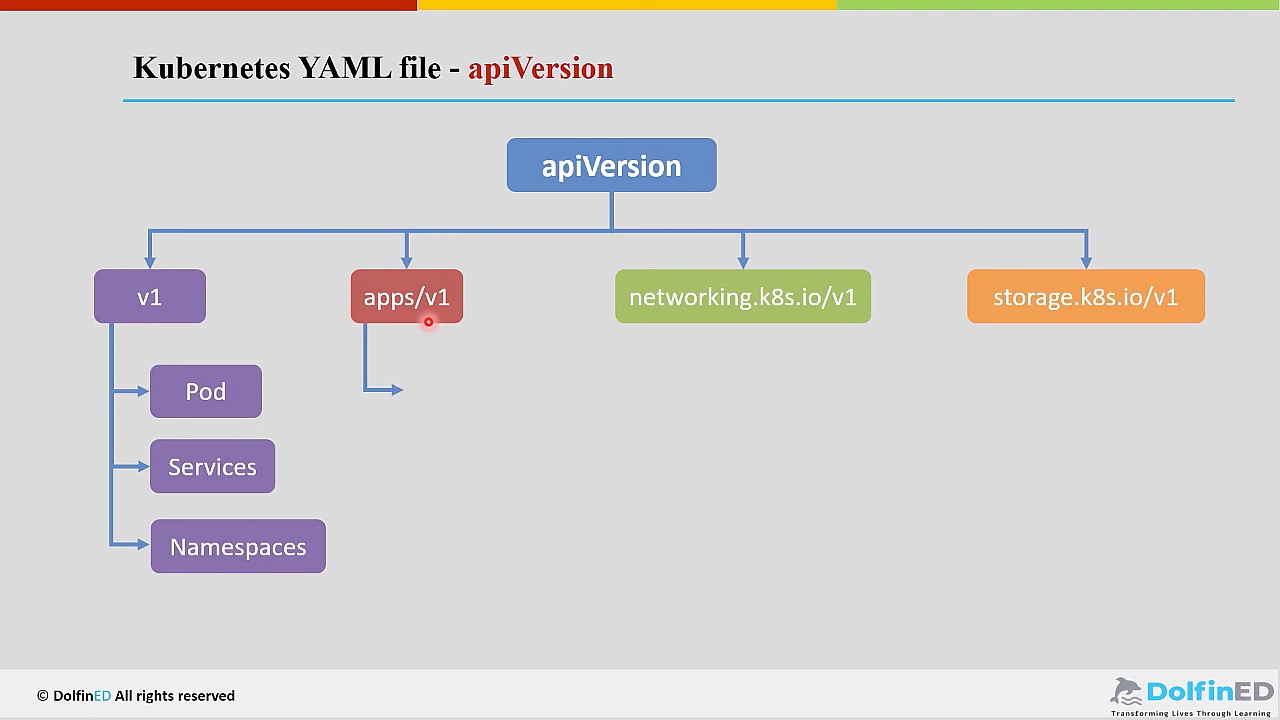 Kubernetes YAML file - apiVersion
apiVersion
v1
apps/v1
networking.k8s.io/v1
storage.k8s.io/v1
Pod
Services
Namespaces
© DolfinED All rights reserved
DolfinED
Transforming Lives Through Learning